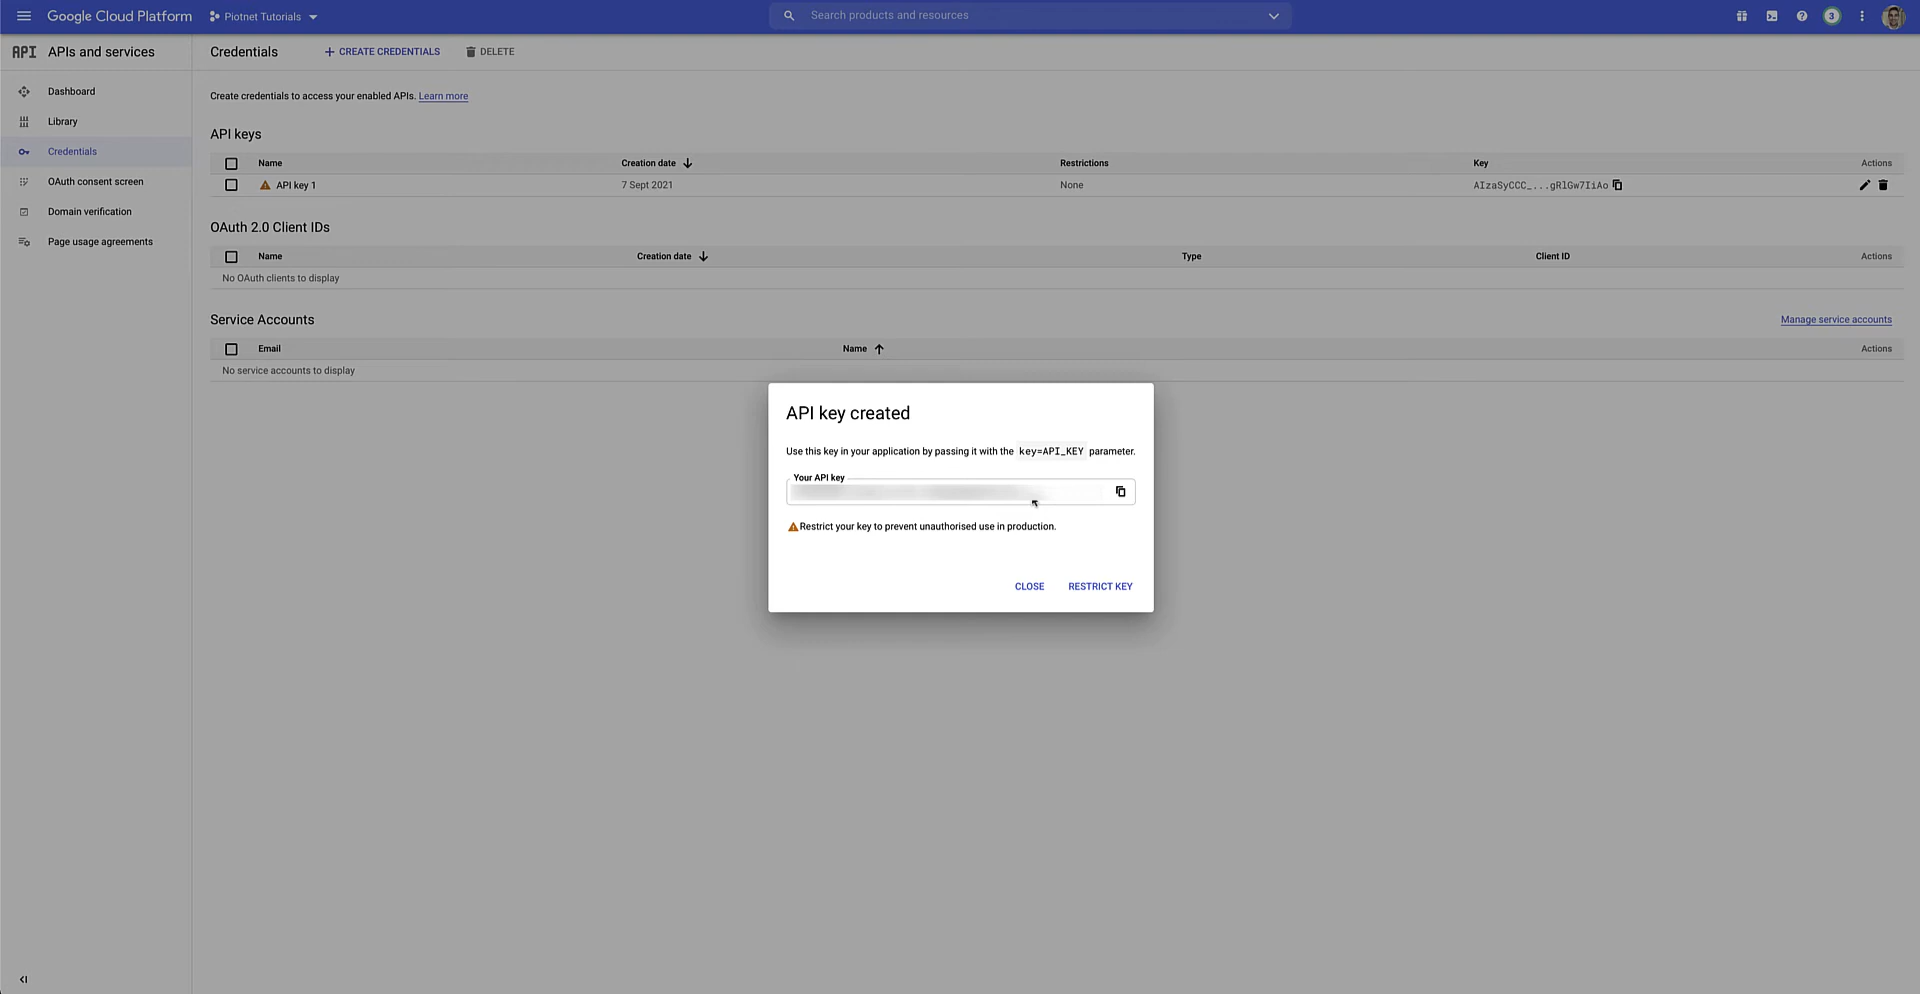 Google Cloud Platform
Piotnet Tutorials
Search products and resources
3
API APIs and services
Credentials
CREATE CREDENTIALS
DELETE
Dashboard
Library
Credentials
OAuth consent screen
Domain verification
Page usage agreements
Create credentials to access your enabled APIs. Learn more
API keys
Name Creation date Restrictions Key Actions
API key 1 7 Sept 2021 None AIzaSyCCC_...gRlGw7IiAo
OAuth 2.0 Client IDs
Name Creation date Type Client ID Actions
No OAuth clients to display
Service Accounts
Manage service accounts
Email Name Actions
No service accounts to display
API key created
Use this key in your application by passing it with the key=API_KEY parameter.
Your API key
Restrict your key to prevent unauthorised use in production.
CLOSE RESTRICT KEY